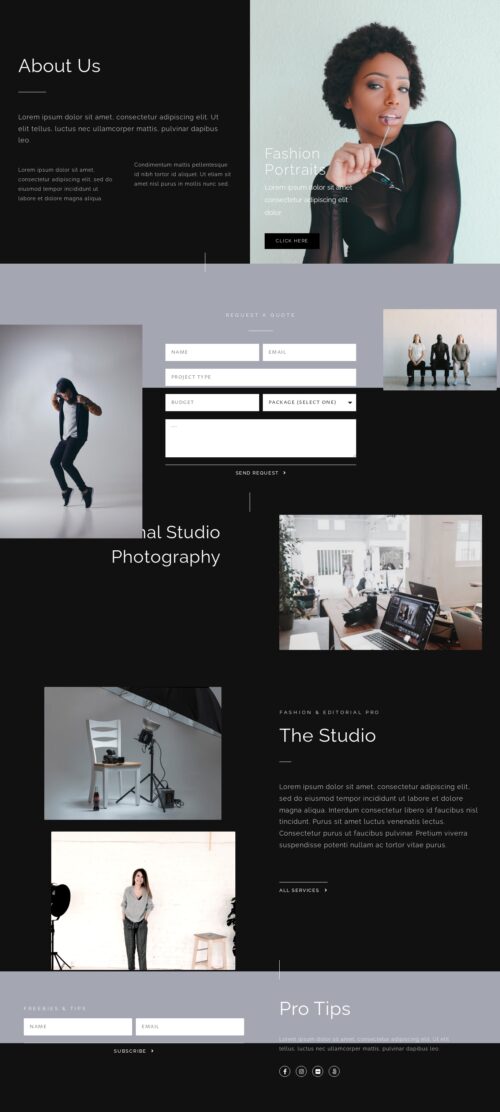 About Us
Lorem ipsum dolor sit amet, consectetur adipiscing elit. Ut
elit tellus, luctus nec ullamcorper mattis, pulvinar dapibus
leo.
Lorem ipsum dolor sit amet,
consectetur adipiscing elit, sed do
eiusmod tempor incididunt ut
labore et dolore magna aliqua.
Condimentum mattis pellentesque
id nibh tortor id aliquet. Ut etiam sit
amet nisl purus in mollis nunc sed.
Fashion
Portraits
Lorem ipsum dolor sit amet
consectetur adipiscing elit
dolor
CLICK HERE
REQUEST A QUOTE
NAME
EMAIL
PROJECT TYPE
BUDGET
PACKAGE (SELECT ONE)
...
SEND REQUEST
nal Studio
Photography
FASHION & EDITORIAL PRO
The Studio
Lorem ipsum dolor sit amet, consectetur adipiscing elit,
sed do eiusmod tempor incididunt ut labore et dolore
magna aliqua. Interdum consectetur libero id faucibus nisl
tincidunt. Purus sit amet luctus venenatis lectus.
Consectetur purus ut faucibus pulvinar. Pretium viverra
suspendisse potenti nullam ac tortor vitae purus.
ALL SERVICES
FREEBIES & TIPS
NAME
EMAIL
SUBSCRIBE
Pro Tips
Lorem ipsum dolor sit amet, consectetur adipiscing elit. Ut elit
tellus, luctus nec ullamcorper mattis, pulvinar dapibus leo.